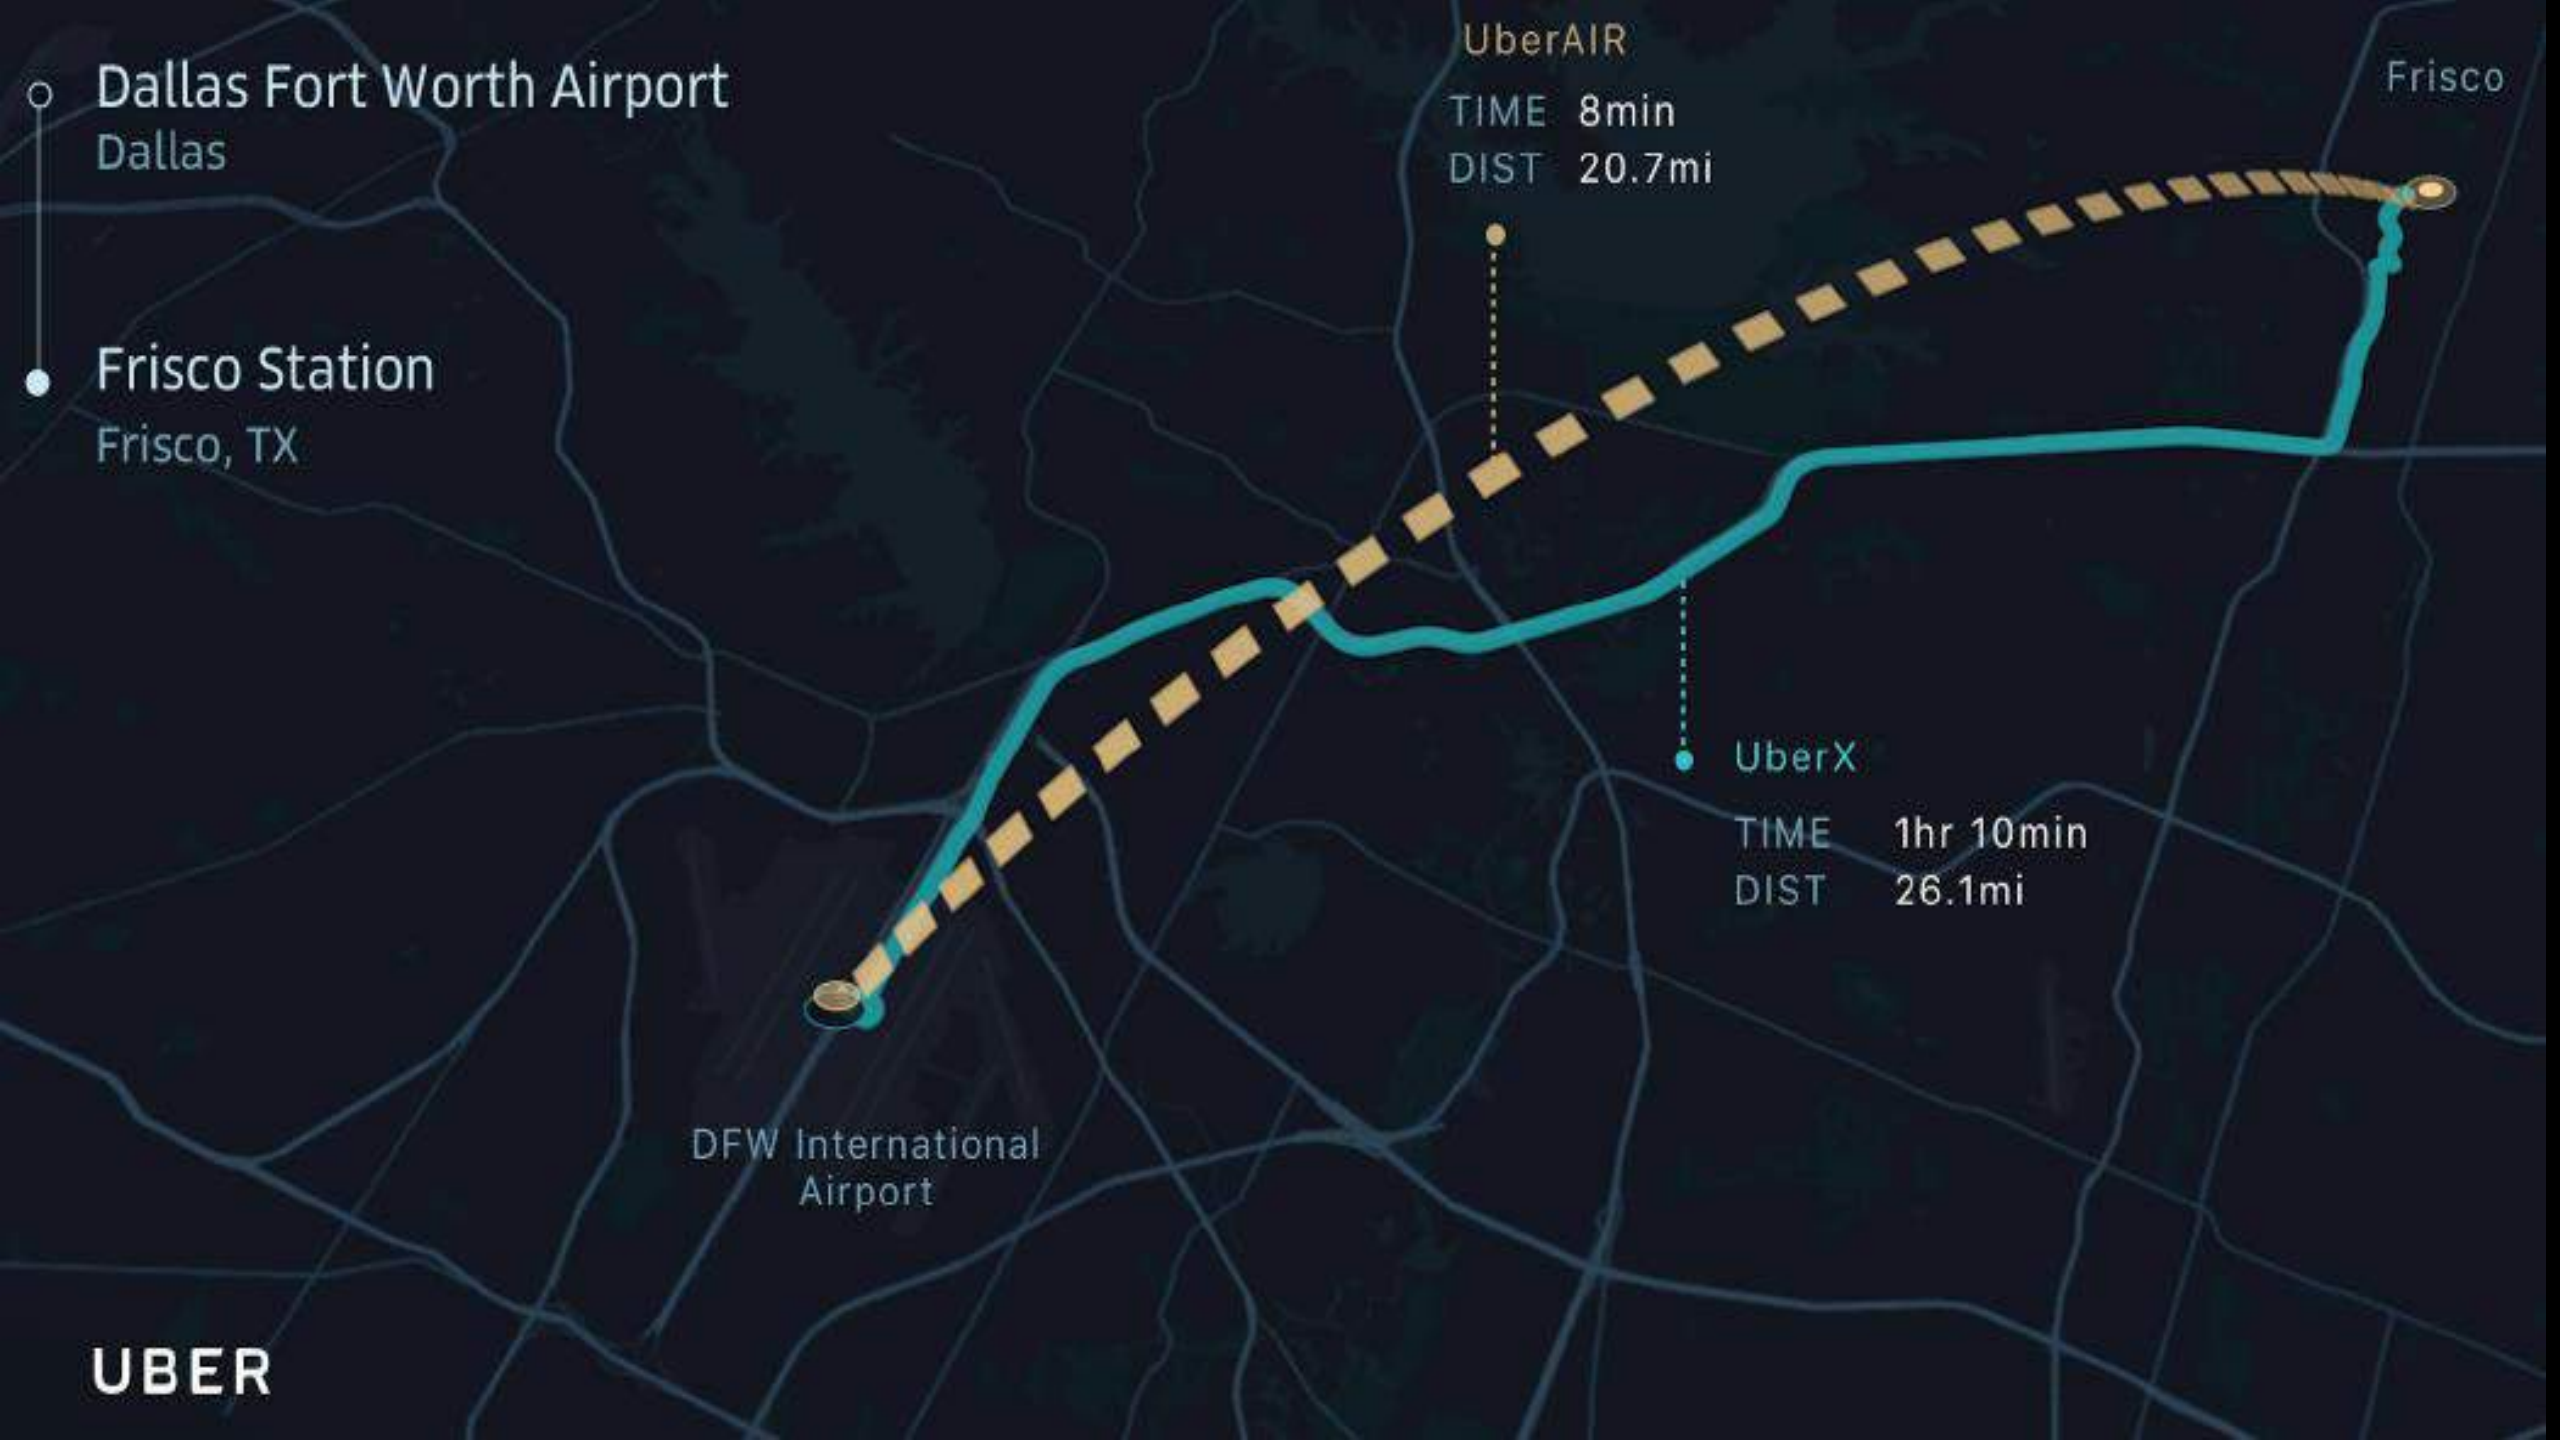 Dallas Fort Worth Airport
Dallas
Frisco Station
Frisco, TX
UberAIR
TIME 8min
DIST 20.7mi
Frisco
UberX
TIME 1hr 10min
DIST 26.1mi
DFW International
Airport
UBER